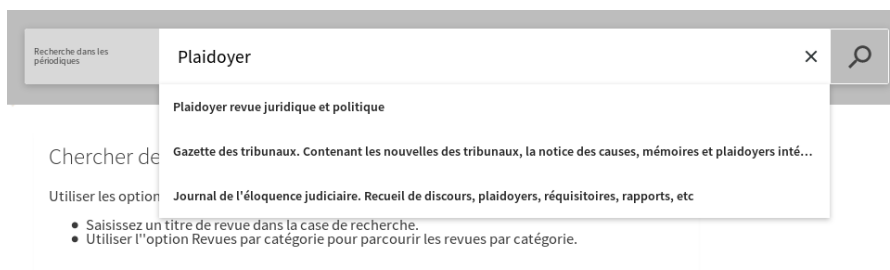 Recherche dans les
périodiques
Plaidoyer
Plaidoyer revue juridique et politique
Gazette des tribunaux. Contenant les nouvelles des tribunaux, la notice des causes, mémoires et plaidoyers inté…
Journal de l'éloquence judiciaire. Recueil de discours, plaidoyers, réquisitoires, rapports, etc
Chercher de
Utiliser les option
• Saisissez un titre de revue dans la case de recherche.
• Utiliser l''option Revues par catégorie pour parcourir les revues par catégorie.